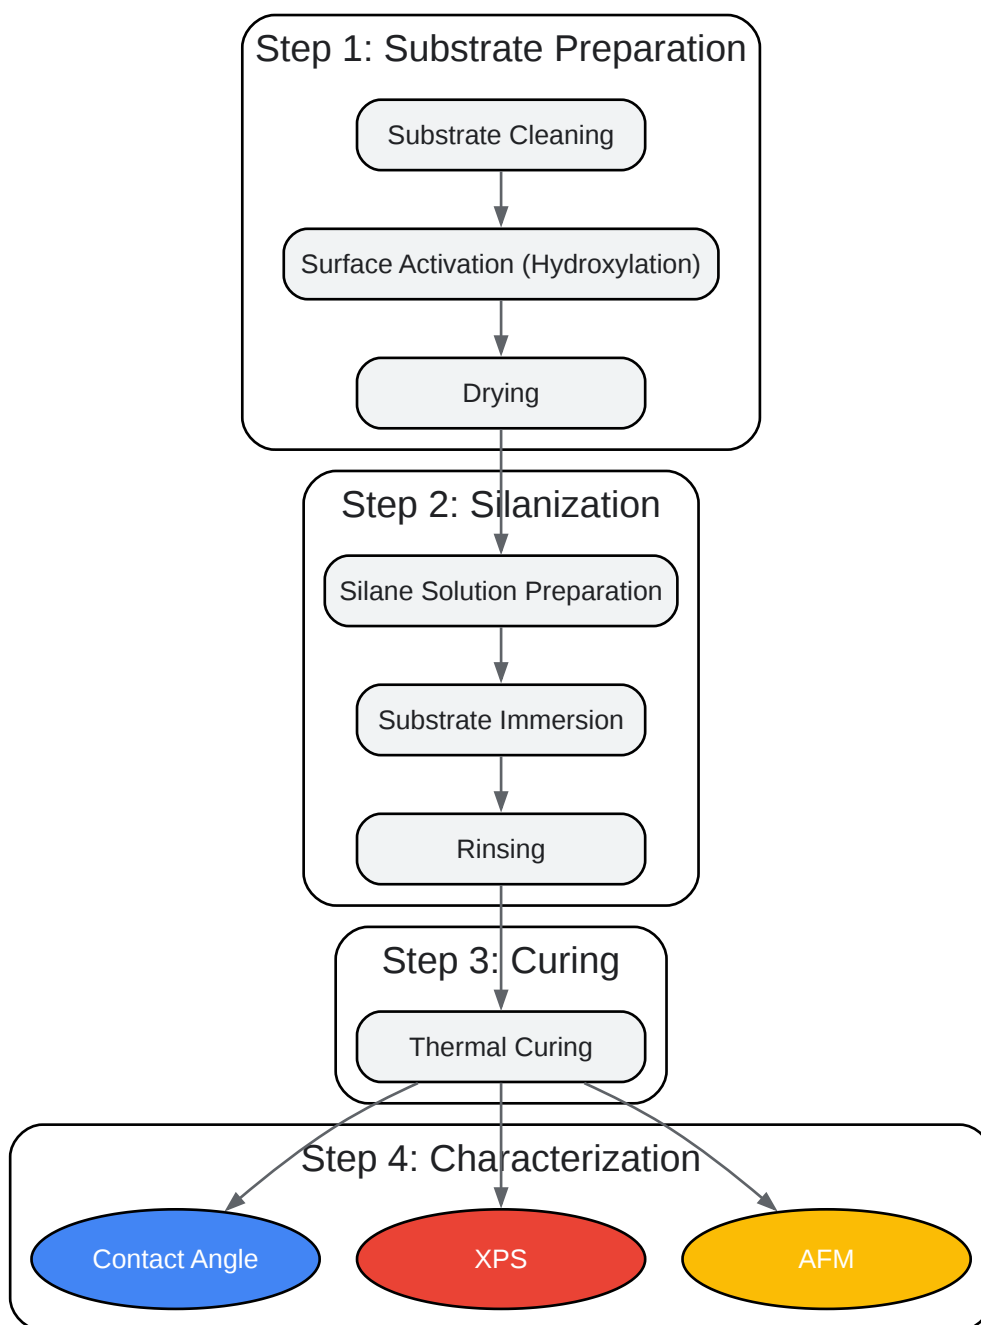 Step 1: Substrate Preparation
Substrate Cleaning
Surface Activation (Hydroxylation)
Drying
Step 2: Silanization
Silane Solution Preparation
Substrate Immersion
Rinsing
Step 3: Curing
Thermal Curing
Step 4: Characterization
Contact Angle
XPS
AFM